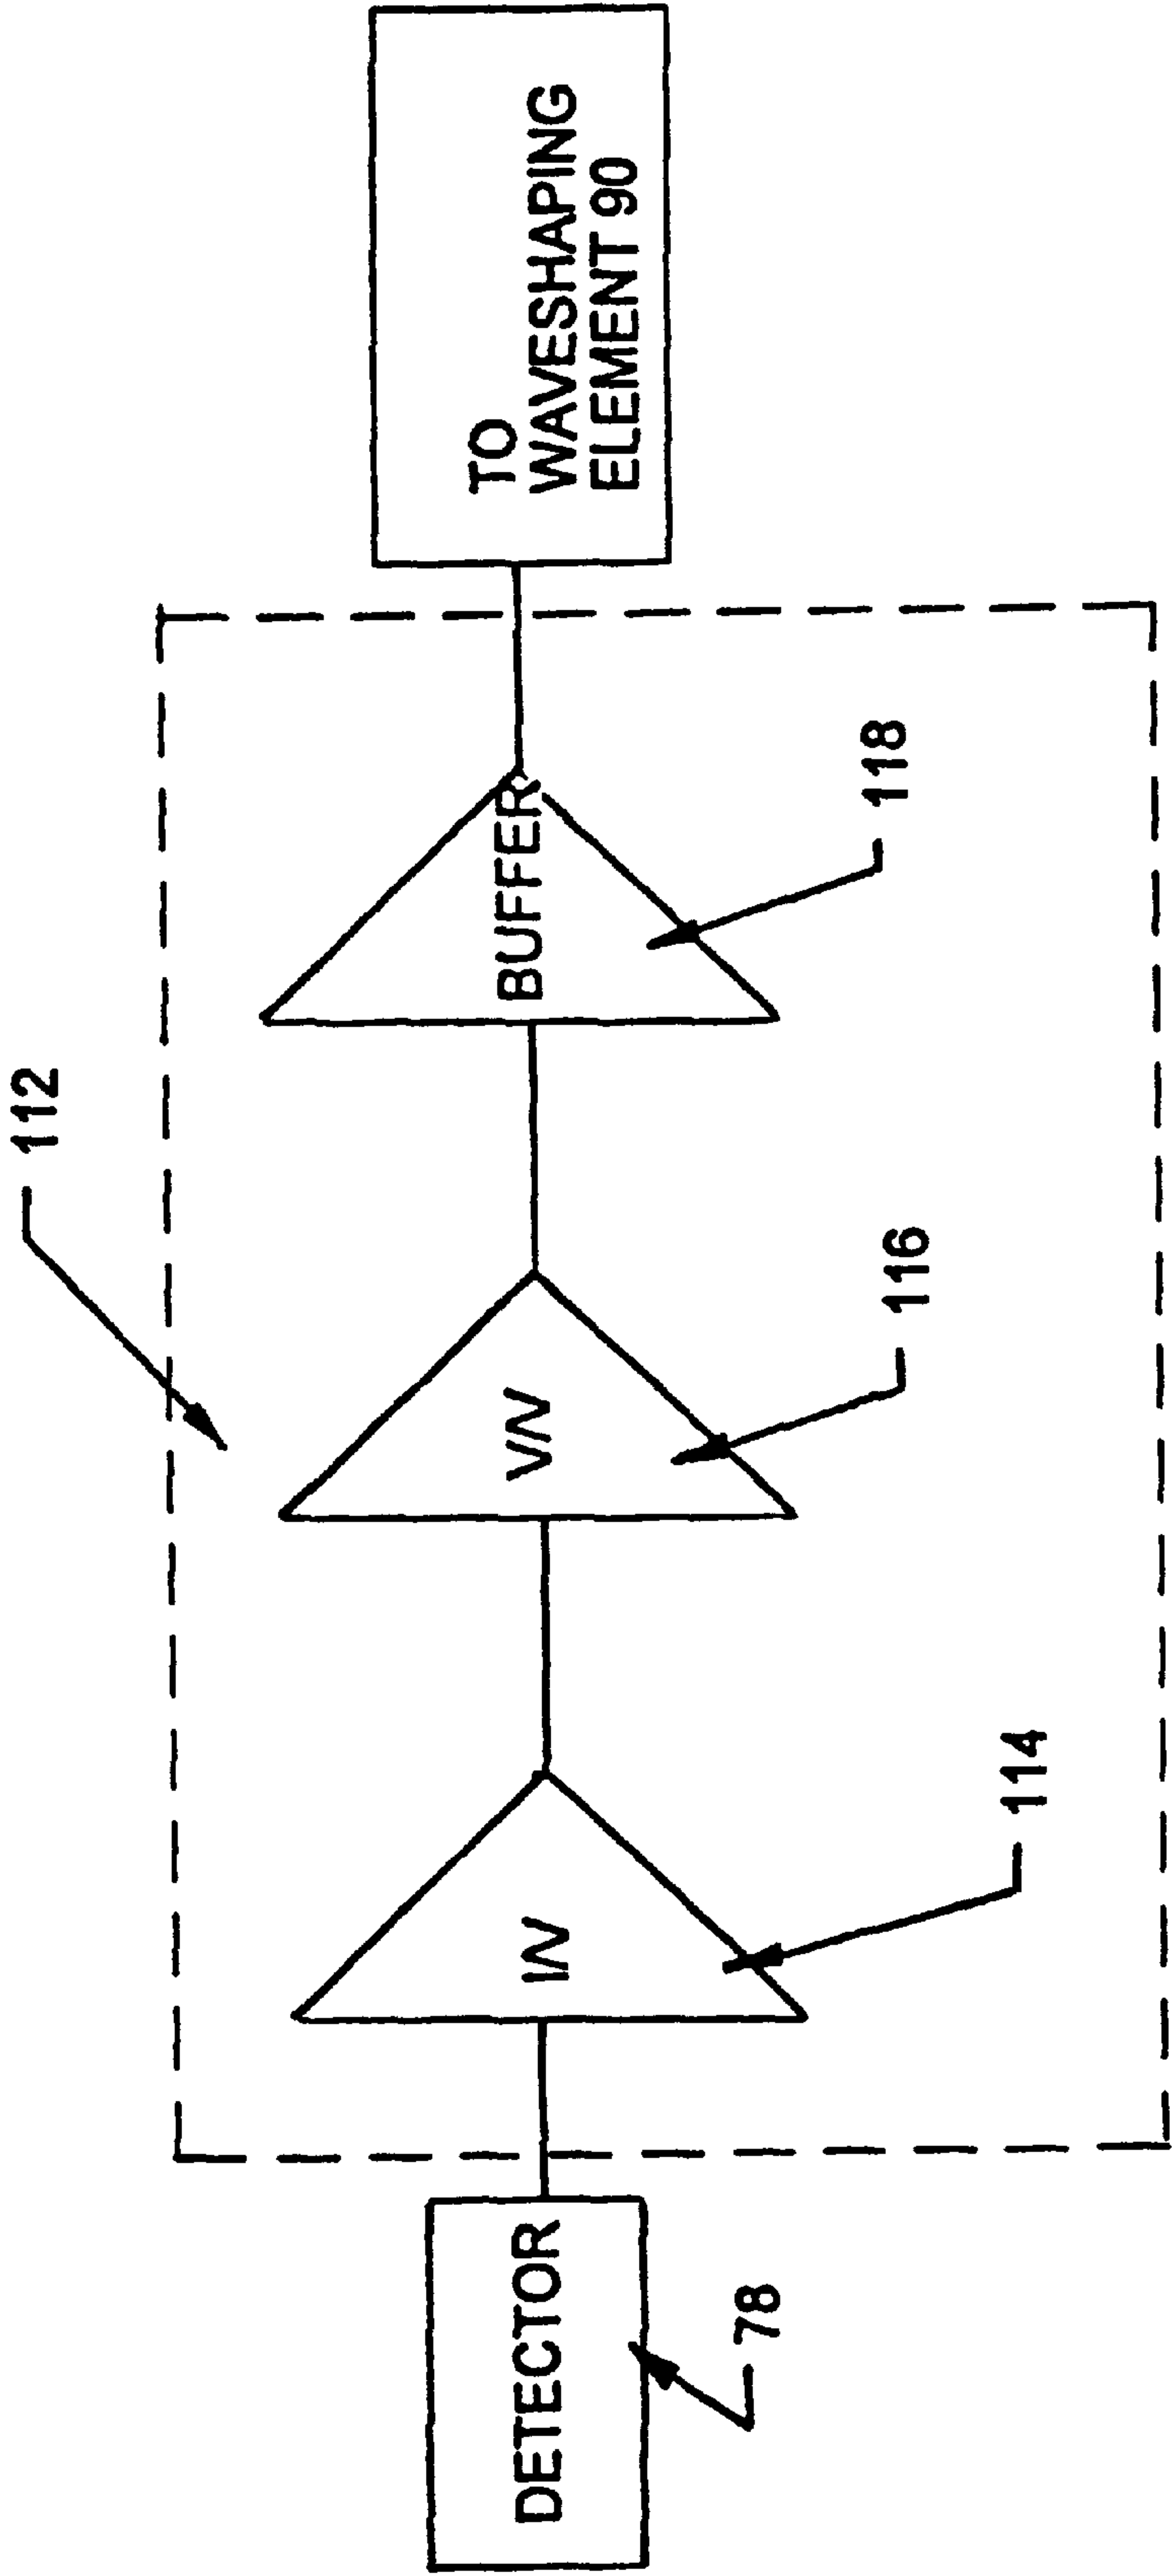 112
DETECTOR
I/V
V/V
BUFFER
TO
WAVESHAPING
ELEMENT 90
78
114
116
118